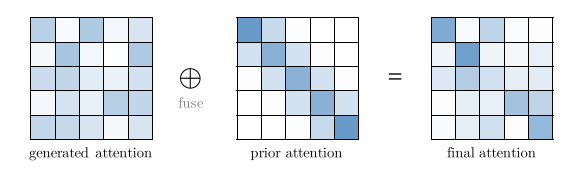 ⊕
=
fuse
generated attention
prior attention
final attention